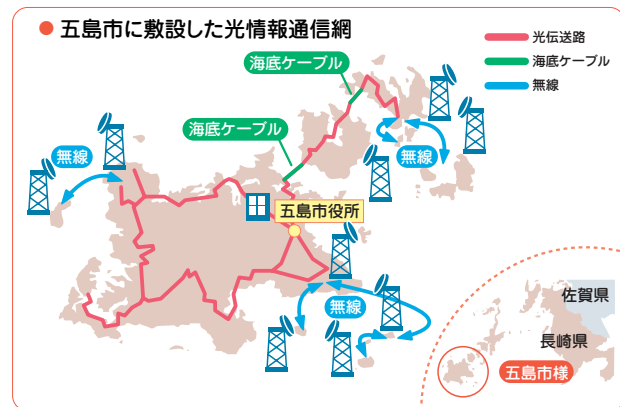 ● 五島市に敷設した光情報通信網
光伝送路
海底ケーブル
無線
海底ケーブル
海底ケーブル
無線
無線
五島市役所
無線
佐賀県
長崎県
五島市様